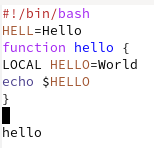 #!/bin/bash
HELL=Hello
function hello {
LOCAL HELLO=World
echo $HELLO
}
hello